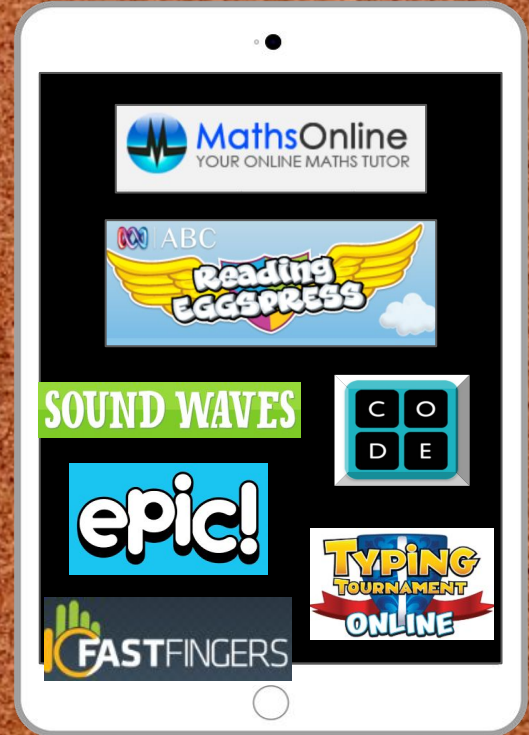 MathsOnline
YOUR ONLINE MATHS TUTOR
ABC
Reading
EGGSPRESS
SOUND WAVES
C O
D E
epic!
TYPING
TOURNAMENT
ONLINE
10FASTFINGERS